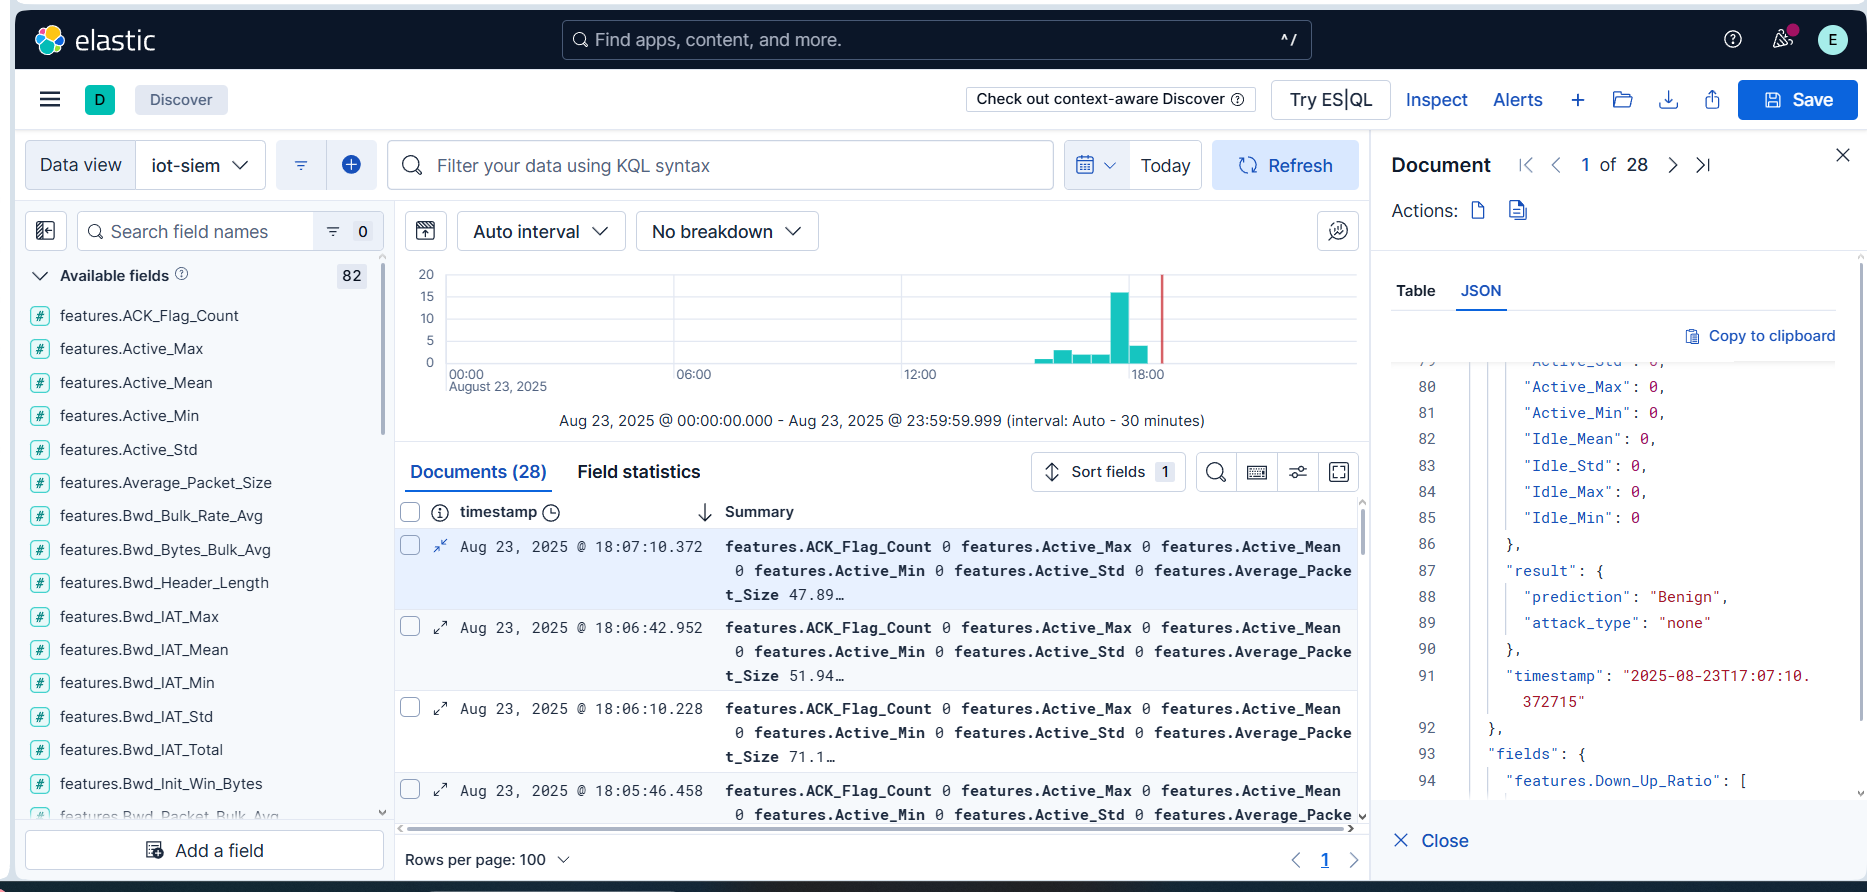 elastic
Find apps, content, and more.
^/
E
D
Discover
Check out context-aware Discover
Try ES|QL
Inspect
Alerts
Save
Data view
iot-siem
Filter your data using KQL syntax
Today
Refresh
Search field names
0
Available fields
82
features.ACK_Flag_Count
features.Active_Max
features.Active_Mean
features.Active_Min
features.Active_Std
features.Average_Packet_Size
features.Bwd_Bulk_Rate_Avg
features.Bwd_Bytes_Bulk_Avg
features.Bwd_Header_Length
features.Bwd_IAT_Max
features.Bwd_IAT_Mean
features.Bwd_IAT_Min
features.Bwd_IAT_Std
features.Bwd_IAT_Total
features.Bwd_Init_Win_Bytes
features.Bwd_Packet_Bulk_Avg
Add a field
Auto interval
No breakdown
20
15
10
5
0
00:00
August 23, 2025
06:00
12:00
18:00
Aug 23, 2025 @ 00:00:00.000 - Aug 23, 2025 @ 23:59:59.999 (interval: Auto - 30 minutes)
Documents (28)
Field statistics
Sort fields 1
timestamp
Summary
Aug 23, 2025 @ 18:07:10.372
features.ACK_Flag_Count 0 features.Active_Max 0 features.Active_Mean
0 features.Active_Min 0 features.Active_Std 0 features.Average_Packe
t_Size 47.89…
Aug 23, 2025 @ 18:06:42.952
features.ACK_Flag_Count 0 features.Active_Max 0 features.Active_Mean
0 features.Active_Min 0 features.Active_Std 0 features.Average_Packe
t_Size 51.94…
Aug 23, 2025 @ 18:06:10.228
features.ACK_Flag_Count 0 features.Active_Max 0 features.Active_Mean
0 features.Active_Min 0 features.Active_Std 0 features.Average_Packe
t_Size 71.1…
Aug 23, 2025 @ 18:05:46.458
features.ACK_Flag_Count 0 features.Active_Max 0 features.Active_Mean
0 features.Active_Min 0 features.Active_Std 0 features.Average_Packe
Rows per page: 100
1
Document
1 of 28
Actions:
Table
JSON
Copy to clipboard
79 "Active_Std": 0,
80 "Active_Max": 0,
81 "Active_Min": 0,
82 "Idle_Mean": 0,
83 "Idle_Std": 0,
84 "Idle_Max": 0,
85 "Idle_Min": 0
86 },
87 "result": {
88 "prediction": "Benign",
89 "attack_type": "none"
90 },
91 "timestamp": "2025-08-23T17:07:10.
372715"
92 },
93 "fields": {
94 "features.Down_Up_Ratio": [
Close